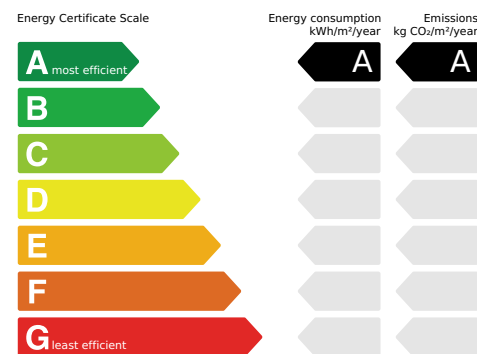 Energy Certificate Scale
Energy consumption
kWh/m²/year
Emissions
kg CO₂/m²/year
A most efficient
A
A
B
C
D
E
F
G least efficient